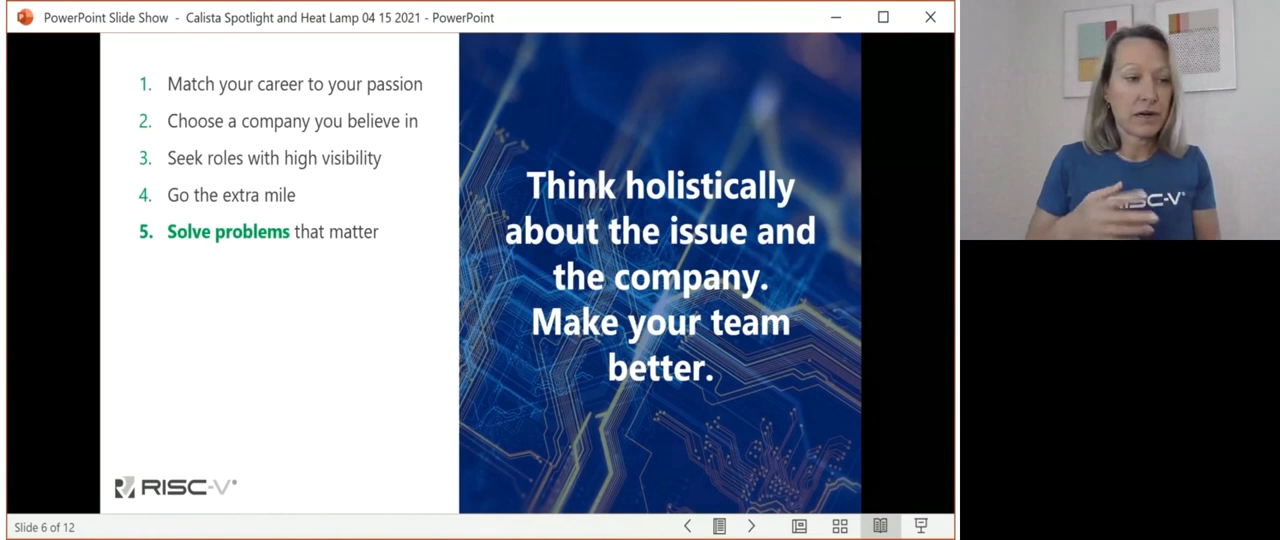 PowerPoint Slide Show - Calista Spotlight and Heat Lamp 04 15 2021 - PowerPoint
1. Match your career to your passion
2. Choose a company you believe in
3. Seek roles with high visibility
4. Go the extra mile
5. Solve problems that matter
Think holistically
about the issue and
the company.
Make your team
better.
RISC-V
RISC-V
Slide 6 of 12